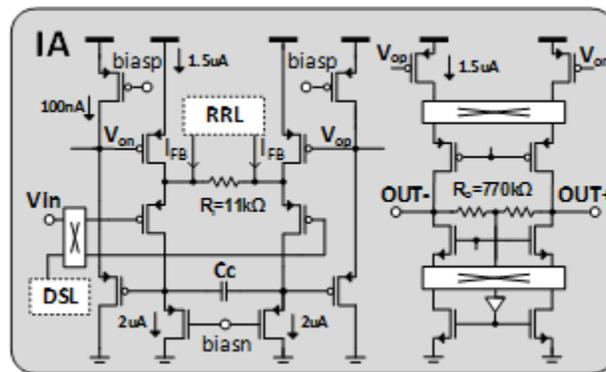 IA
biasp
1.5uA
biasp
100nA
RRL
Von
IFB
IFB
Vop
Vin
Ri=11kΩ
DSL
Cc
2uA
biasn
2uA
Vop
1.5uA
Von
OUT-
Ro=770kΩ
OUT+